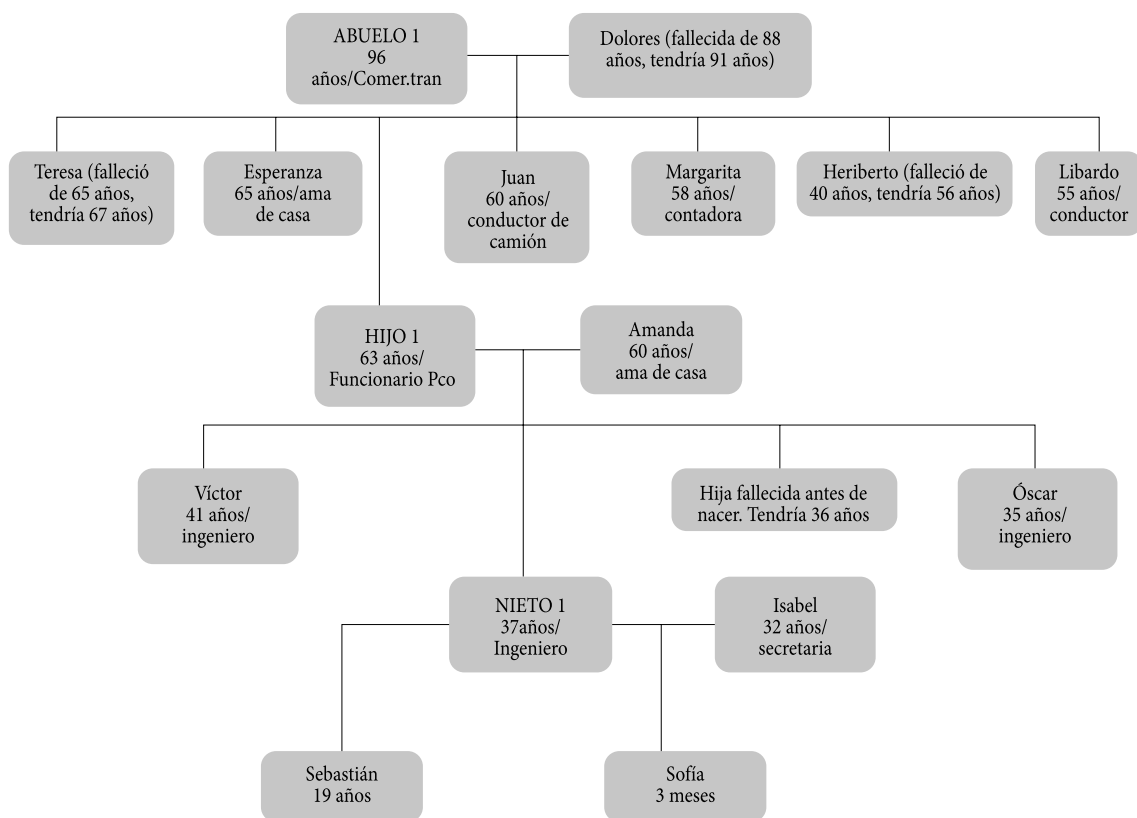 ABUELO 1
96
años/Comer.tran
Dolores (fallecida de 88
años, tendría 91 años)
Teresa (falleció
de 65 años,
tendría 67 años)
Esperanza
65 años/ama
de casa
Juan
60 años/
conductor de
camión
Margarita
58 años/
contadora
Heriberto (falleció de
40 años, tendría 56 años)
Libardo
55 años/
conductor
HIJO 1
63 años/
Funcionario Pco
Amanda
60 años/
ama de casa
Víctor
41 años/
ingeniero
Hija fallecida antes de
nacer. Tendría 36 años
Óscar
35 años/
ingeniero
NIETO 1
37años/
Ingeniero
Isabel
32 años/
secretaria
Sebastián
19 años
Sofía
3 meses